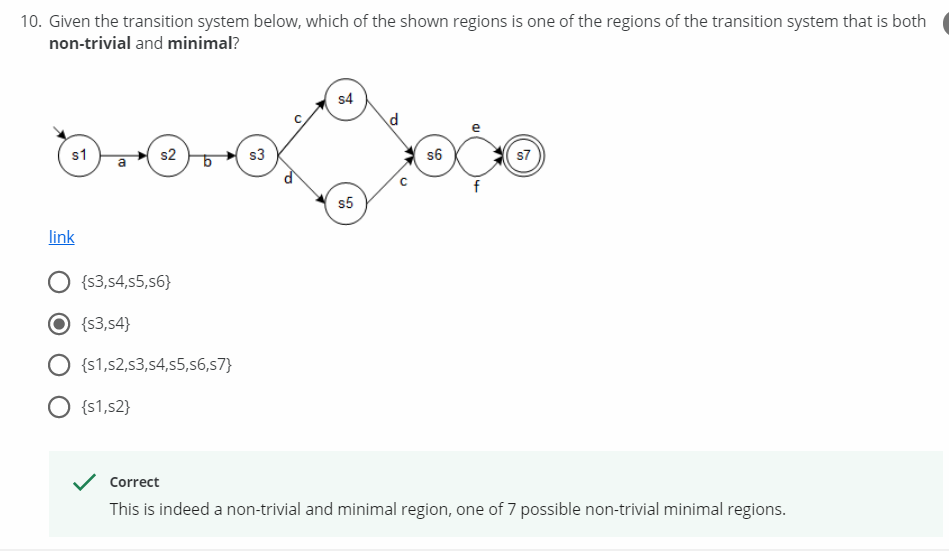 10. Given the transition system below, which of the shown regions is one of the regions of the transition system that is both
non-trivial and minimal?
s4
c
d
e
s1
a
s2
b
s3
s6
s7
d
c
f
s5
link
{s3,s4,s5,s6}
{s3,s4}
{s1,s2,s3,s4,s5,s6,s7}
{s1,s2}
Correct
This is indeed a non-trivial and minimal region, one of 7 possible non-trivial minimal regions.